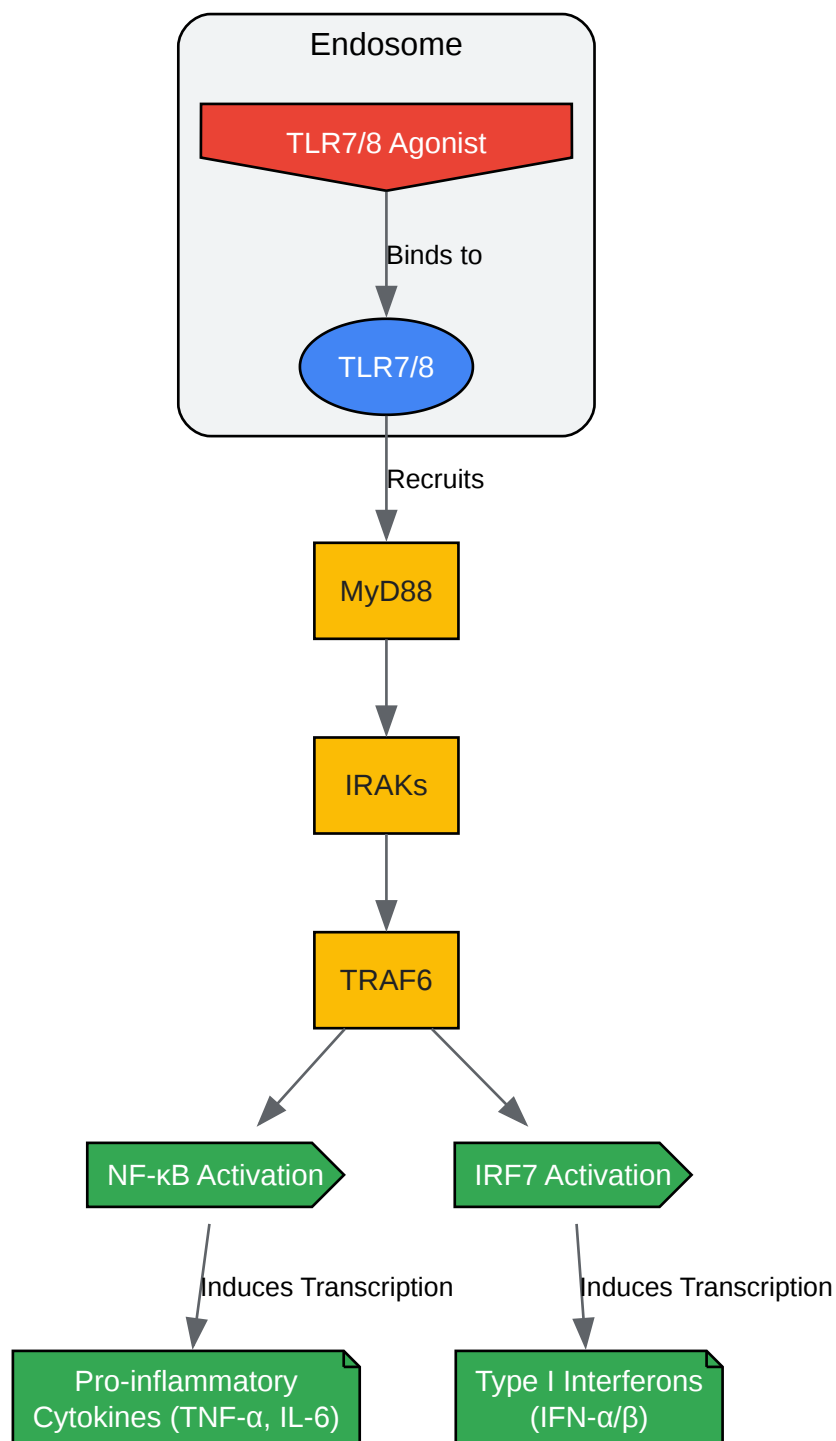 Endosome
TLR7/8 Agonist
Binds to
TLR7/8
Recruits
MyD88
IRAKs
TRAF6
NF-κB Activation
IRF7 Activation
Induces Transcription
Induces Transcription
Pro-inflammatory
Cytokines (TNF-α, IL-6)
Type I Interferons
(IFN-α/β)